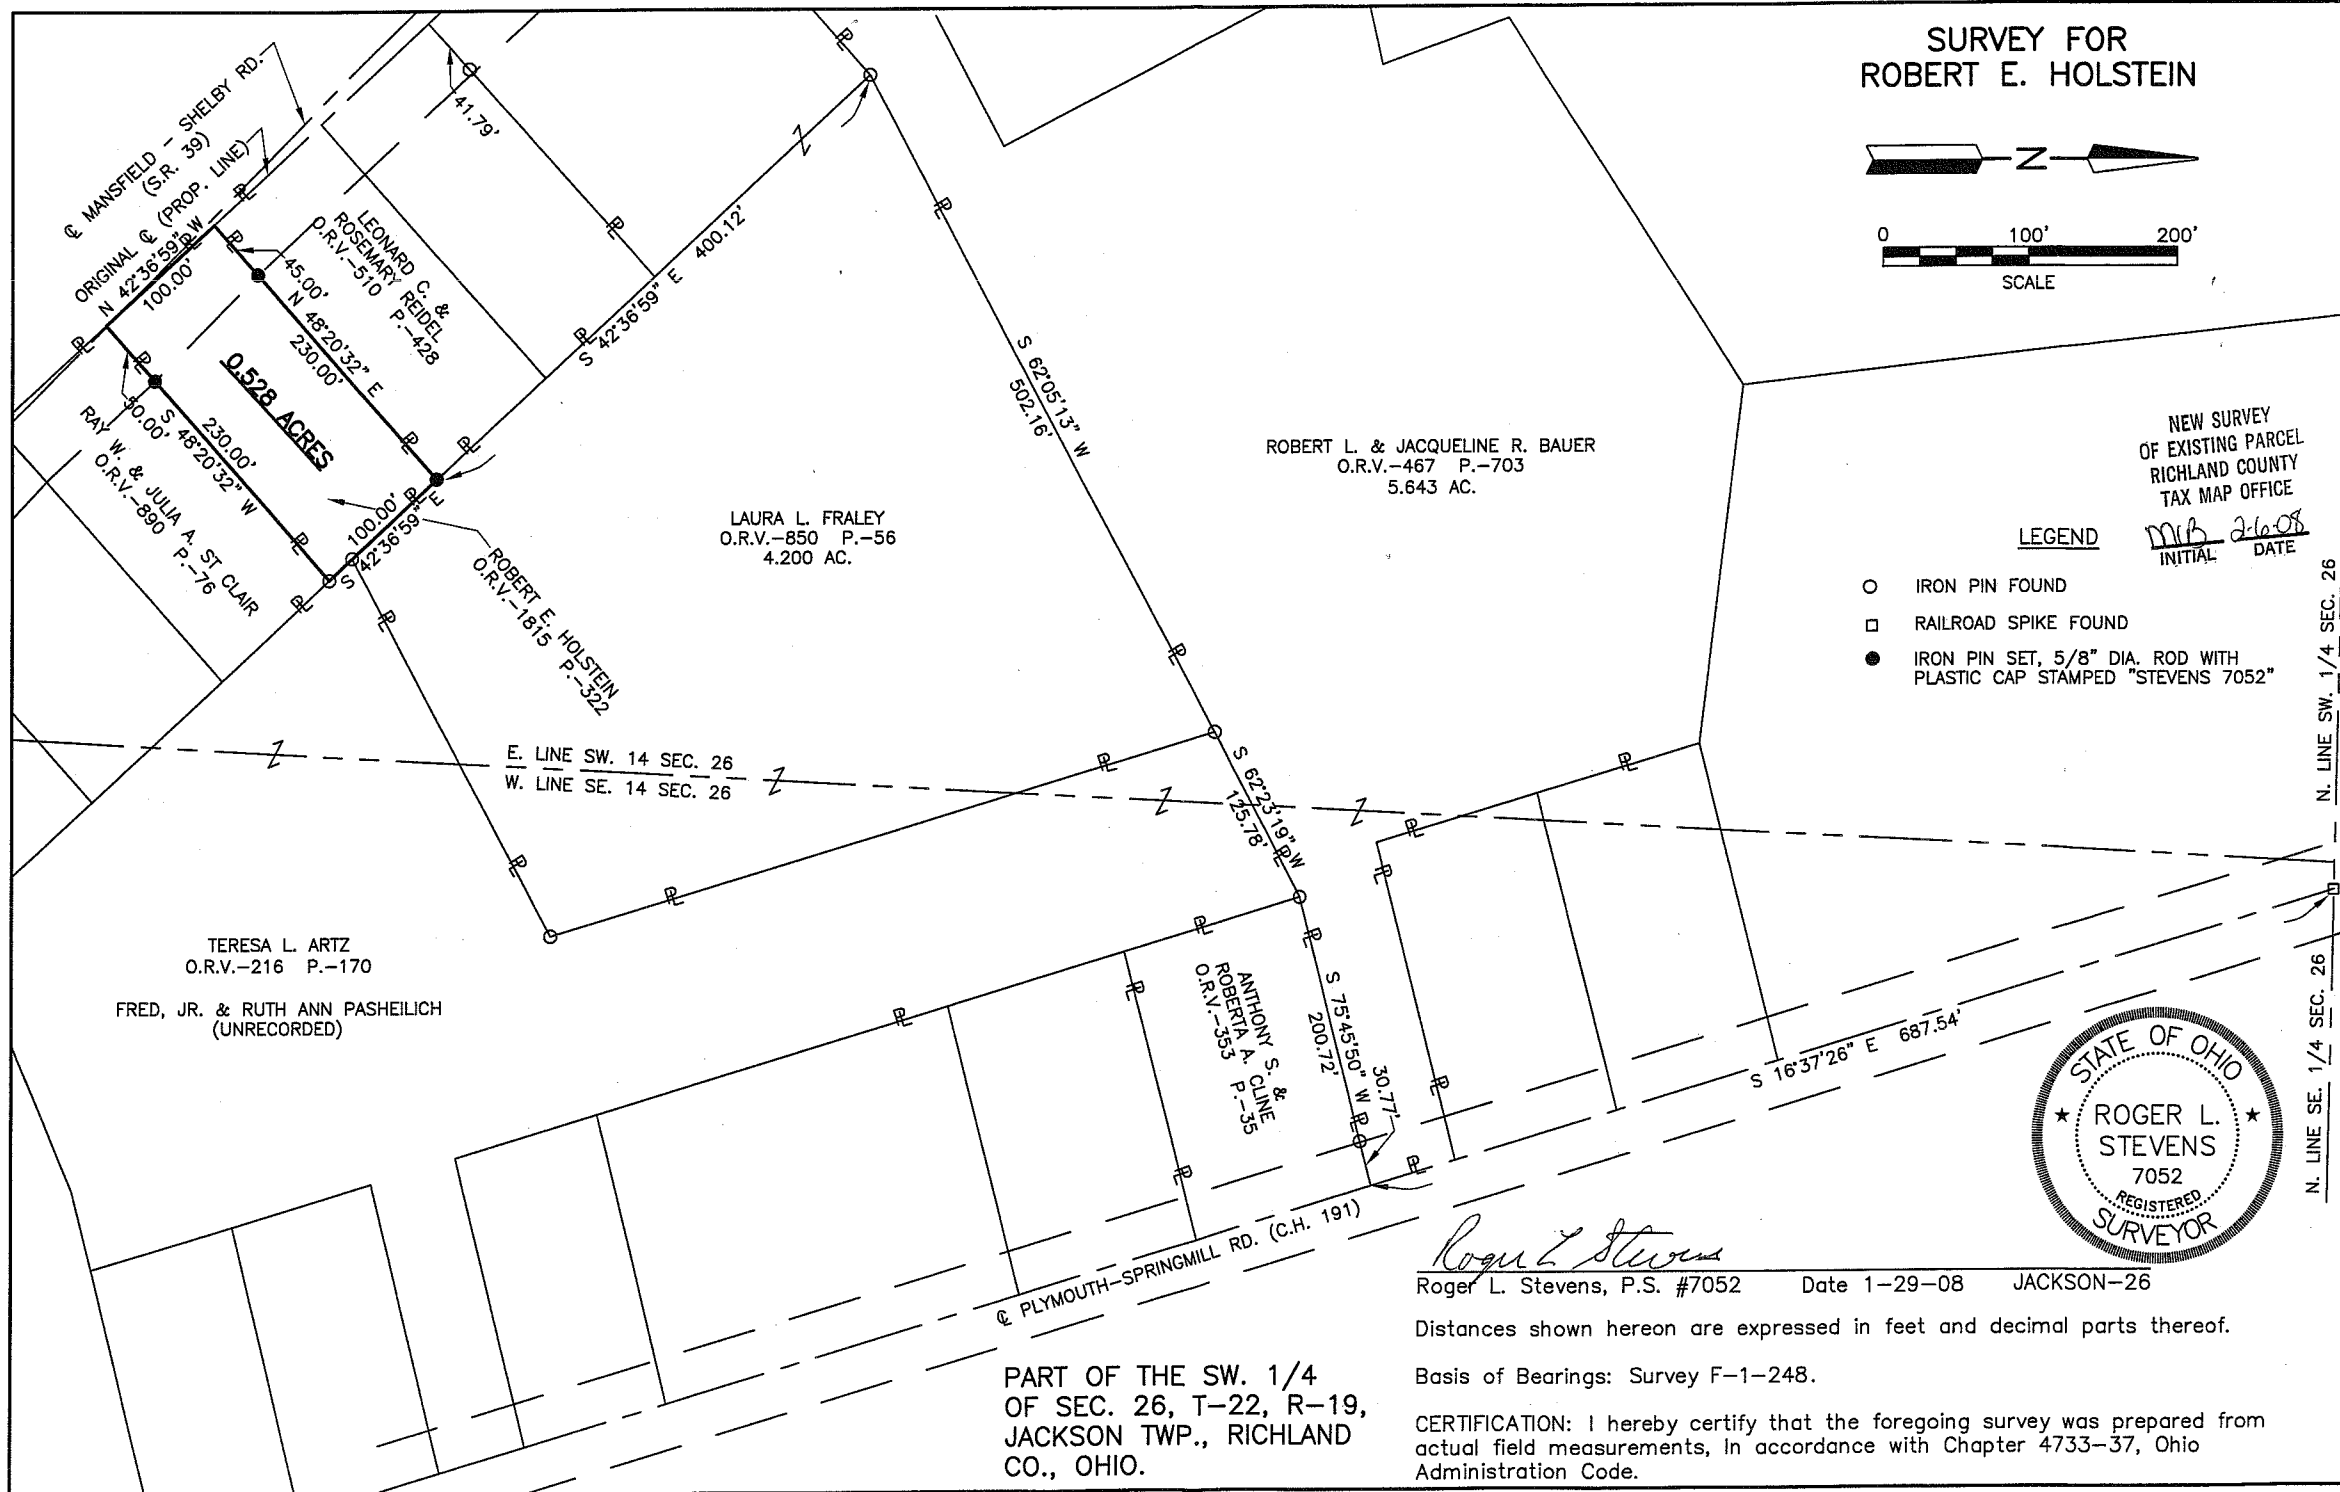 SURVEY FOR
ROBERT E. HOLSTEIN
N
0 100' 200'
SCALE
℄ MANSFIELD - SHELBY RD.
(S.R. 39)
ORIGINAL ℄ (PROP. LINE)
N 42°36'59" W
100.00'
41.79'
LEONARD C. &
ROSEMARY REIDEL
O.R.V.-510 P.-428
45.00'
N 48°20'32" E
230.00'
0.528 ACRES
50.00'
230.00'
S 48°20'32" W
RAY W. & JULIA A. ST CLAIR
O.R.V.-890 P.-76
100.00'
S 42°36'59" E
ROBERT E. HOLSTEIN
O.R.V.-1815 P.-322
S 42°36'59" E 400.12'
S 62°05'13" W
502.16'
LAURA L. FRALEY
O.R.V.-850 P.-56
4.200 AC.
ROBERT L. & JACQUELINE R. BAUER
O.R.V.-467 P.-703
5.643 AC.
NEW SURVEY
OF EXISTING PARCEL
RICHLAND COUNTY
TAX MAP OFFICE
MB 2-6-08
INITIAL DATE
LEGEND
IRON PIN FOUND
RAILROAD SPIKE FOUND
IRON PIN SET, 5/8" DIA. ROD WITH
PLASTIC CAP STAMPED "STEVENS 7052"
N. LINE SW. 1/4 SEC. 26
N. LINE SE. 1/4 SEC. 26
E. LINE SW. 14 SEC. 26
W. LINE SE. 14 SEC. 26
S 62°23'19" W
125.78'
TERESA L. ARTZ
O.R.V.-216 P.-170
FRED, JR. & RUTH ANN PASHEILICH
(UNRECORDED)
ANTHONY S. &
ROBERTA A. CLINE
O.R.V.-353 P.-35
S 75°45'50" W
200.72'
30.77'
S 16°37'26" E 687.54'
℄ PLYMOUTH-SPRINGMILL RD. (C.H. 191)
STATE OF OHIO
ROGER L.
STEVENS
7052
REGISTERED
SURVEYOR
Roger L Stevens
Roger L. Stevens, P.S. #7052 Date 1-29-08 JACKSON-26
Distances shown hereon are expressed in feet and decimal parts thereof.
Basis of Bearings: Survey F-1-248.
CERTIFICATION: I hereby certify that the foregoing survey was prepared from
actual field measurements, In accordance with Chapter 4733-37, Ohio
Administration Code.
PART OF THE SW. 1/4
OF SEC. 26, T-22, R-19,
JACKSON TWP., RICHLAND
CO., OHIO.